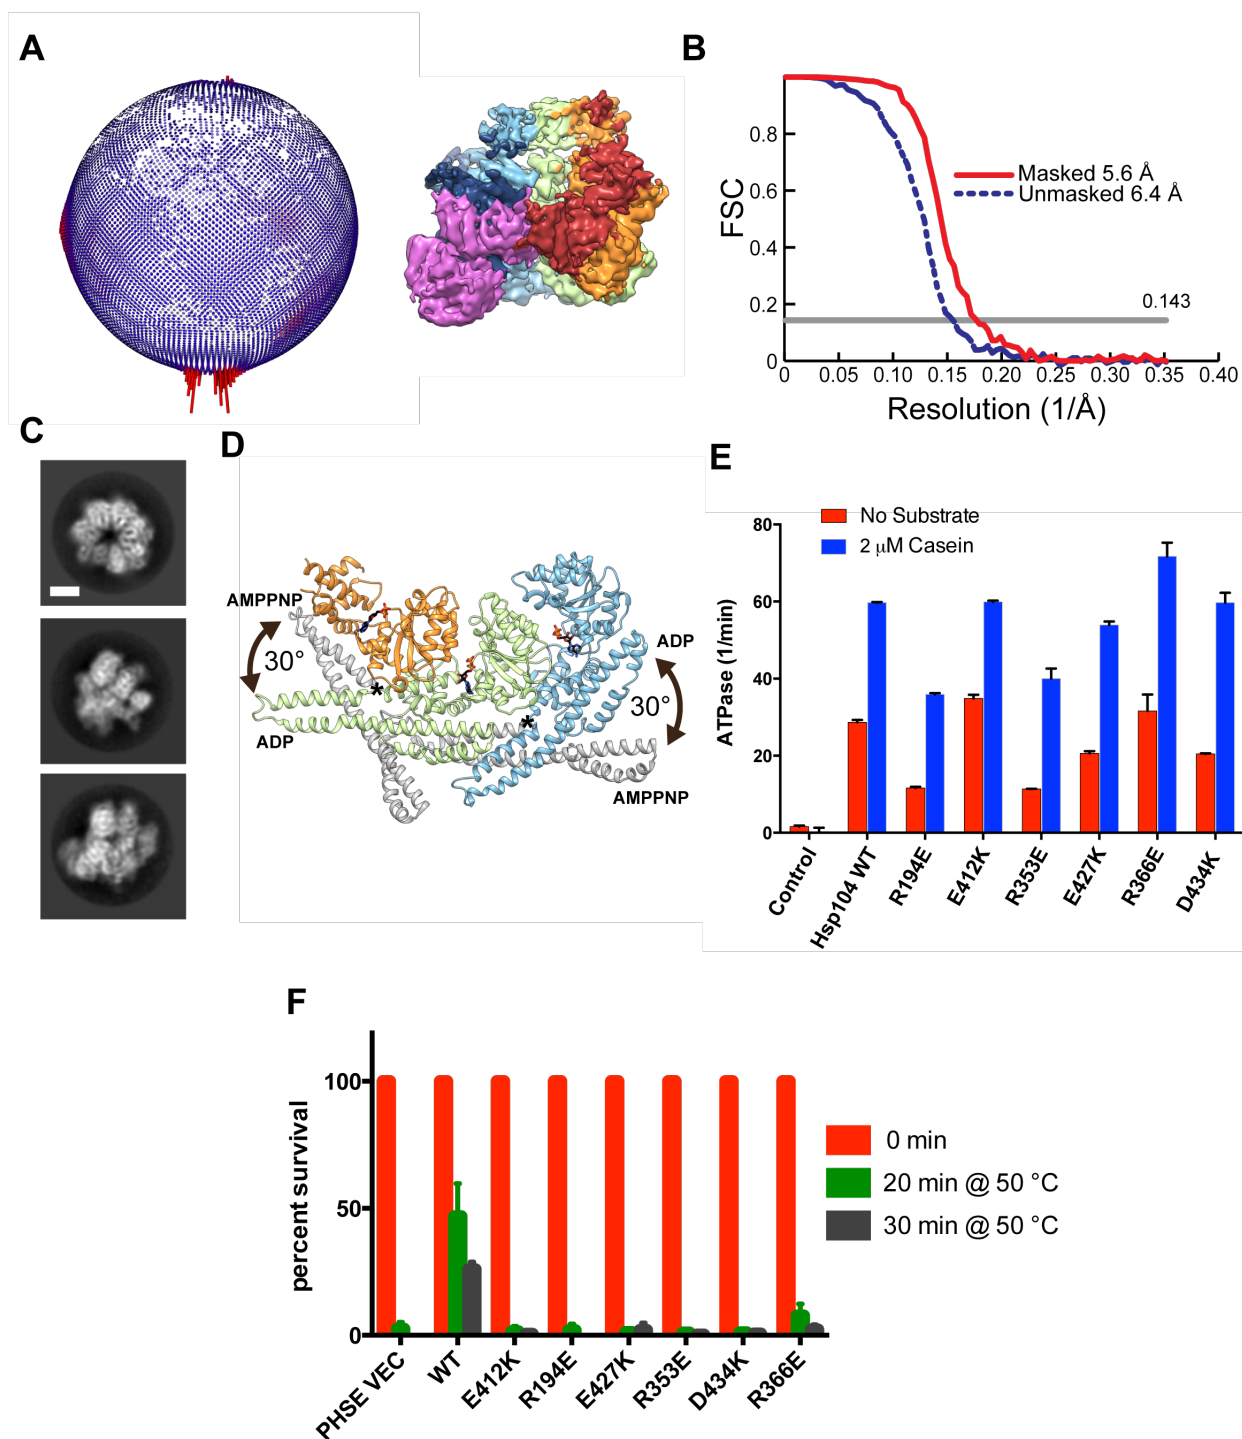 A
B
0.8
0.6
0.4
0.2
0
FSC
Masked 5.6 Å
Unmasked 6.4 Å
0.143
0
0.05
0.10
0.15
0.20
0.25
0.30
0.35
0.40
Resolution (1/Å)
C
D
AMPPNP
30°
ADP
*
*
ADP
30°
AMPPNP
E
No Substrate
2 μM Casein
80
60
40
20
0
ATPase (1/min)
Control
Hsp104 WT
R194E
E412K
R353E
E427K
R366E
D434K
F
100
50
0
percent survival
0 min
20 min @ 50 °C
30 min @ 50 °C
PHSE VEC
WT
E412K
R194E
E427K
R353E
D434K
R366E